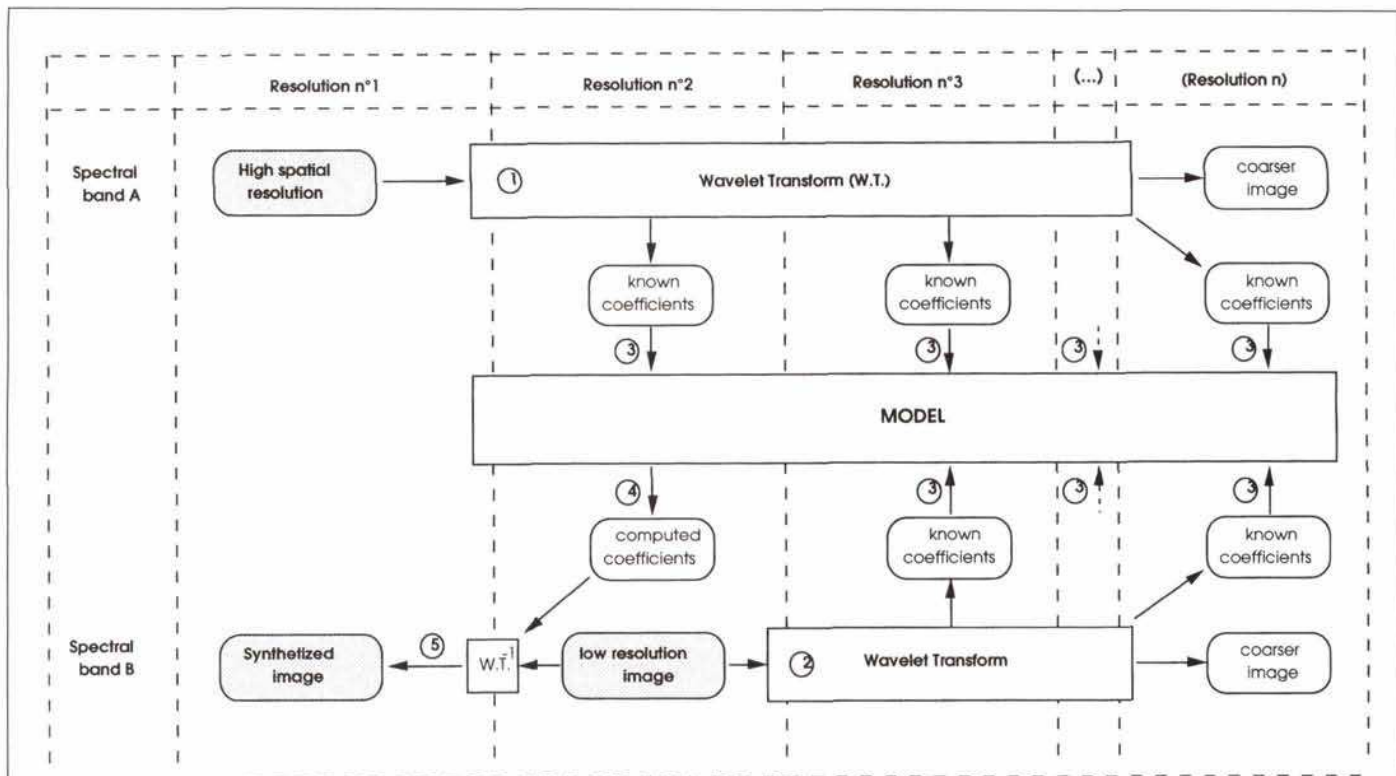 Resolution n°1
Resolution n°2
Resolution n°3
(...)
(Resolution n)
Spectral
band A
High spatial
resolution
1
Wavelet Transform (W.T.)
coarser
image
known
coefficients
known
coefficients
known
coefficients
3
3
3
3
MODEL
4
3
3
3
computed
coefficients
known
coefficients
known
coefficients
Spectral
band B
Synthetized
image
5
W.T.⁻¹
low resolution
image
2
Wavelet Transform
coarser
image